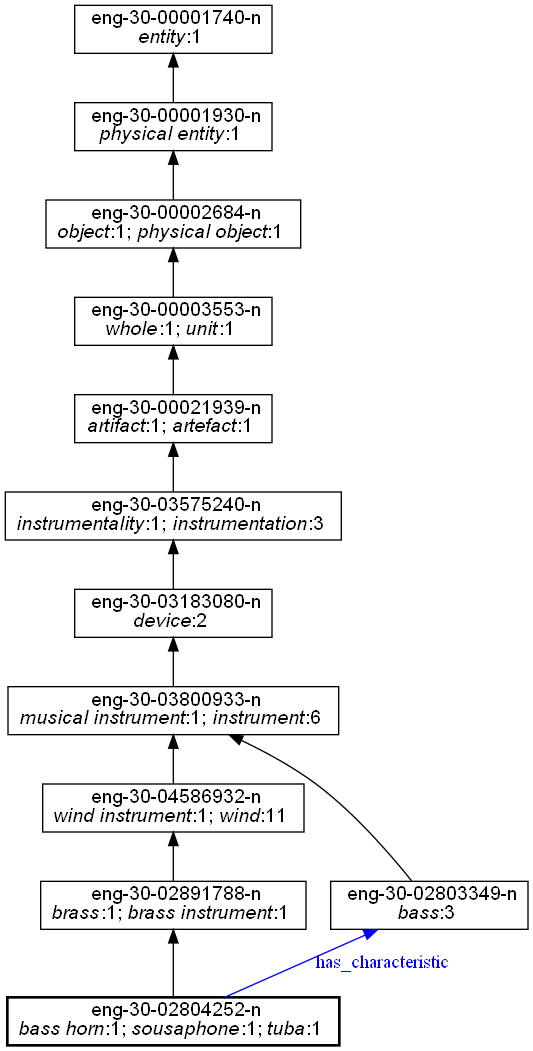 eng-30-00001740-n
entity:1
eng-30-00001930-n
physical entity:1
eng-30-00002684-n
object:1; physical object:1
eng-30-00003553-n
whole:1; unit:1
eng-30-00021939-n
artifact:1; artefact:1
eng-30-03575240-n
instrumentality:1; instrumentation:3
eng-30-03183080-n
device:2
eng-30-03800933-n
musical instrument:1; instrument:6
eng-30-04586932-n
wind instrument:1; wind:11
eng-30-02891788-n
brass:1; brass instrument:1
eng-30-02803349-n
bass:3
has_characteristic
eng-30-02804252-n
bass horn:1; sousaphone:1; tuba:1